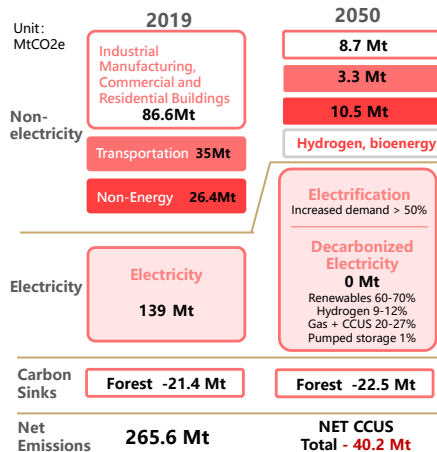 Unit:
MtCO2e
2019
2050
Non-
electricity
Industrial
Manufacturing,
Commercial and
Residential Buildings
86.6Mt
Transportation 35Mt
Non-Energy 26.4Mt
8.7 Mt
3.3 Mt
10.5 Mt
Hydrogen, bioenergy
Electricity
Electricity
139 Mt
Electrification
Increased demand > 50%
Decarbonized
Electricity
0 Mt
Renewables 60-70%
Hydrogen 9-12%
Gas + CCUS 20-27%
Pumped storage 1%
Carbon
Sinks
Forest -21.4 Mt
Forest -22.5 Mt
Net
Emissions
265.6 Mt
NET CCUS
Total - 40.2 Mt